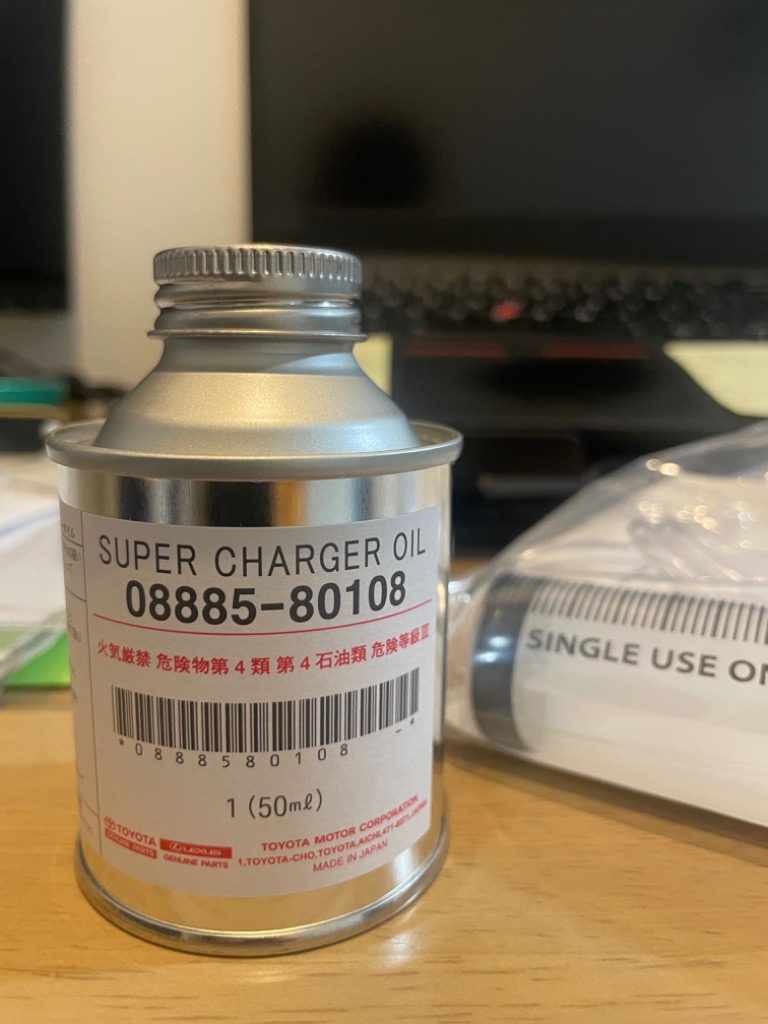 SUPER CHARGER OIL
08885-80108
火気厳禁 危険物第4類 第4石油類 危険等級Ⅲ
*0888580108-*
1(50㎖)
TOYOTA
GENUINE PARTS
LEXUS
GENUINE PARTS
TOYOTA MOTOR CORPORATION
1,TOYOTA-CHO,TOYOTA,AICHI,471-8571,JAPAN
MADE IN JAPAN
SINGLE USE ON